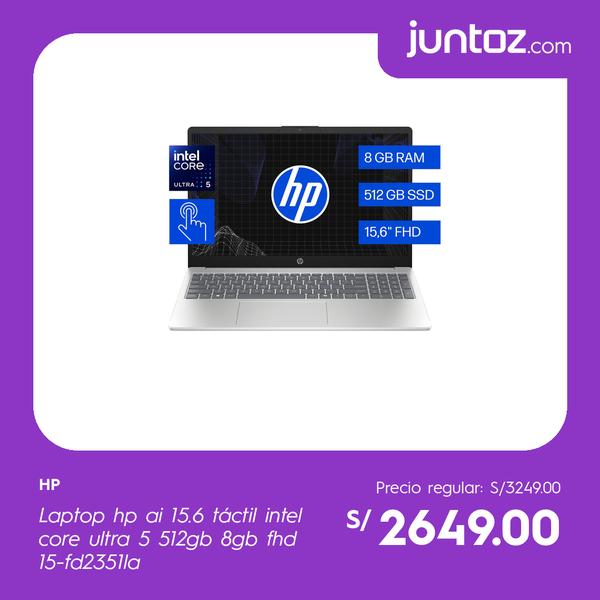 juntoz.com
intel
CORE
ULTRA 5
hp
8 GB RAM
512 GB SSD
15,6" FHD
hp
HP
Laptop hp ai 15.6 táctil intel
core ultra 5 512gb 8gb fhd
15-fd2351la
Precio regular: S/3249.00
S/ 2649.00